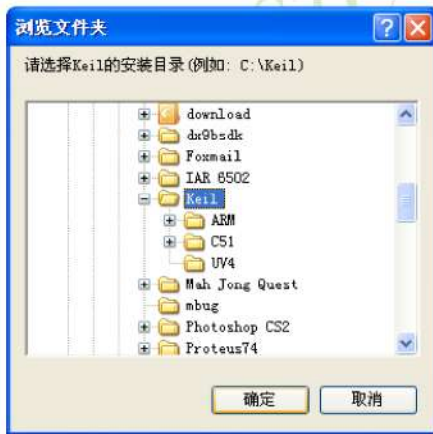 浏览文件夹
请选择Keil的安装目录(例如: C:\Keil)
download
dx9bsdk
Foxmail
IAR 6502
Keil
ARM
C51
UV4
Mah Jong Quest
mbug
Photoshop CS2
Proteus74
确定 取消